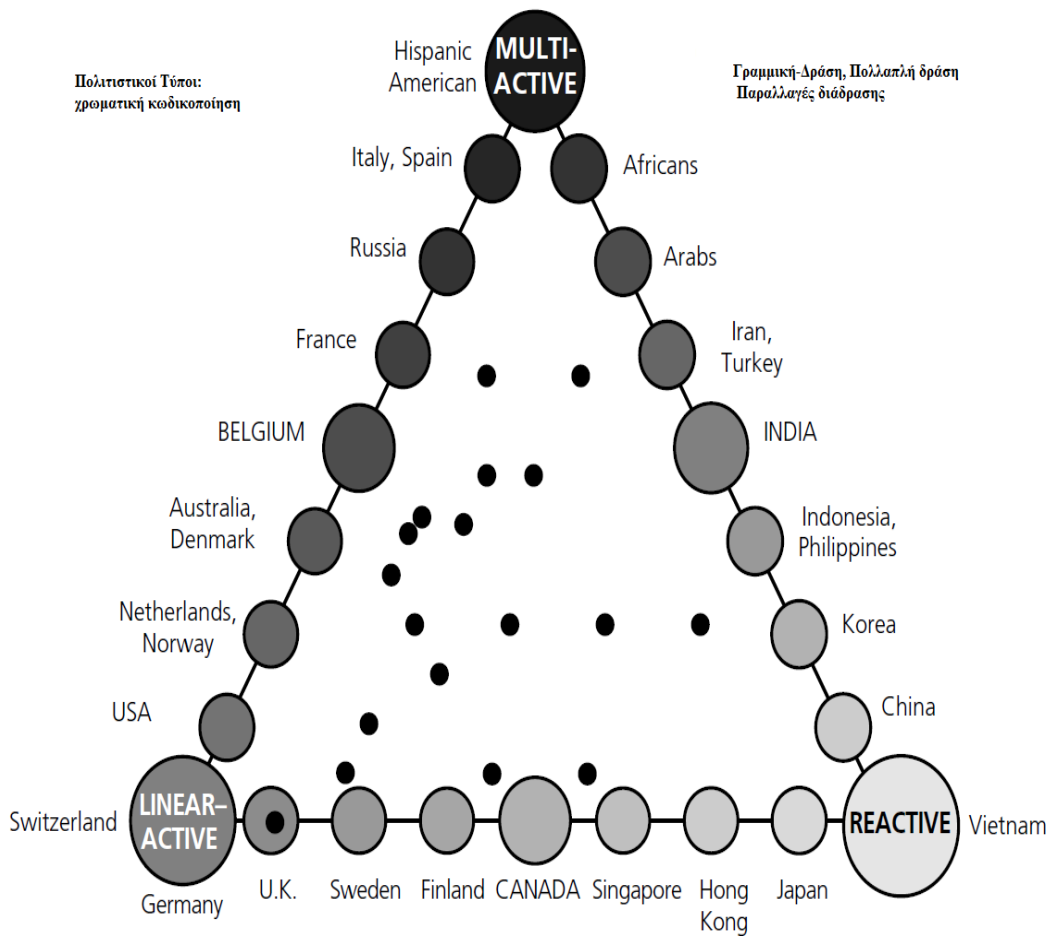 Hispanic
American
MULTI-
ACTIVE
Πολιτιστικοί Τύποι:
χρωματική κωδικοποίηση
Γραμμική-Δράση, Πολλαπλή δράση
Παραλλαγές διάδρασης
Italy, Spain
Africans
Russia
Arabs
France
Iran,
Turkey
BELGIUM
INDIA
Australia,
Denmark
Indonesia,
Philippines
Netherlands,
Norway
Korea
USA
China
Switzerland
LINEAR–
ACTIVE
Germany
U.K.
Sweden
Finland
CANADA
Singapore
Hong
Kong
Japan
REACTIVE
Vietnam